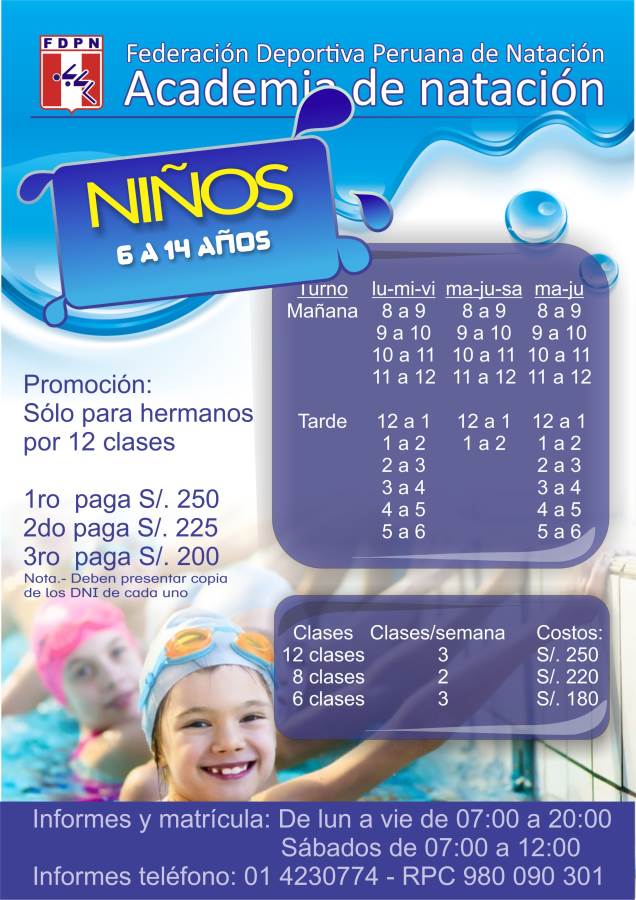 FDPN
Federación Deportiva Peruana de Natación
Academia de natación
NIÑOS
6 A 14 AÑOS
Turno lu-mi-vi ma-ju-sa ma-ju
Mañana 8 a 9 8 a 9 8 a 9
9 a 10 9 a 10 9 a 10
10 a 11 10 a 11 10 a 11
11 a 12 11 a 12 11 a 12
Tarde 12 a 1 12 a 1 12 a 1
1 a 2 1 a 2 1 a 2
2 a 3 2 a 3
3 a 4 3 a 4
4 a 5 4 a 5
5 a 6 5 a 6
Promoción:
Sólo para hermanos
por 12 clases
1ro paga S/. 250
2do paga S/. 225
3ro paga S/. 200
Nota.- Deben presentar copia
de los DNI de cada uno
Clases Clases/semana Costos:
12 clases 3 S/. 250
8 clases 2 S/. 220
6 clases 3 S/. 180
Informes y matrícula: De lun a vie de 07:00 a 20:00
Sábados de 07:00 a 12:00
Informes teléfono: 01 4230774 - RPC 980 090 301